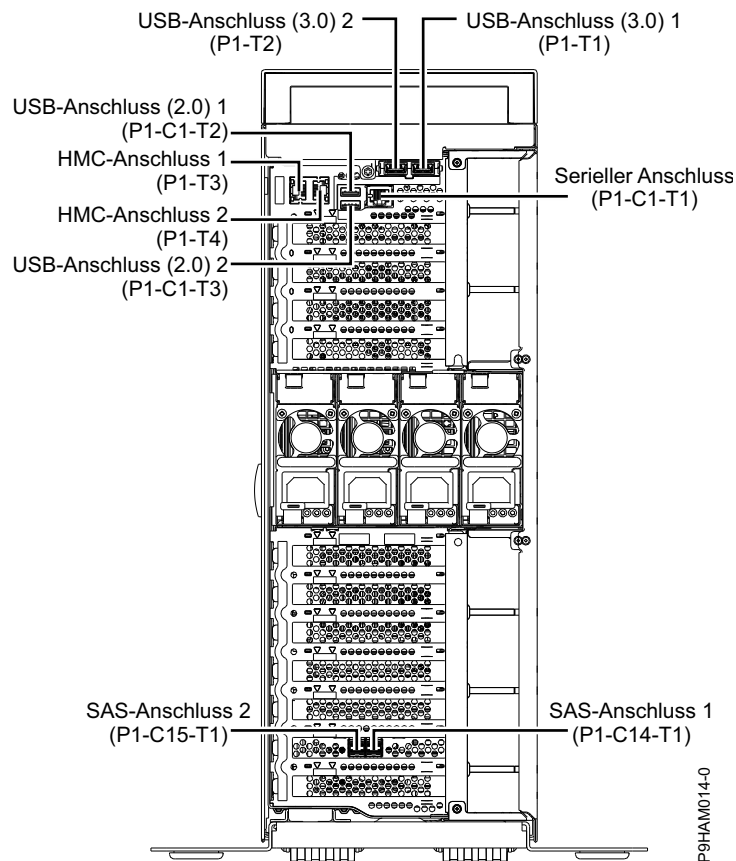 USB-Anschluss (3.0) 2
(P1-T2)
USB-Anschluss (3.0) 1
(P1-T1)
USB-Anschluss (2.0) 1
(P1-C1-T2)
HMC-Anschluss 1
(P1-T3)
Serieller Anschluss
(P1-C1-T1)
HMC-Anschluss 2
(P1-T4)
USB-Anschluss (2.0) 2
(P1-C1-T3)
SAS-Anschluss 2
(P1-C15-T1)
SAS-Anschluss 1
(P1-C14-T1)
P9HAM014-0